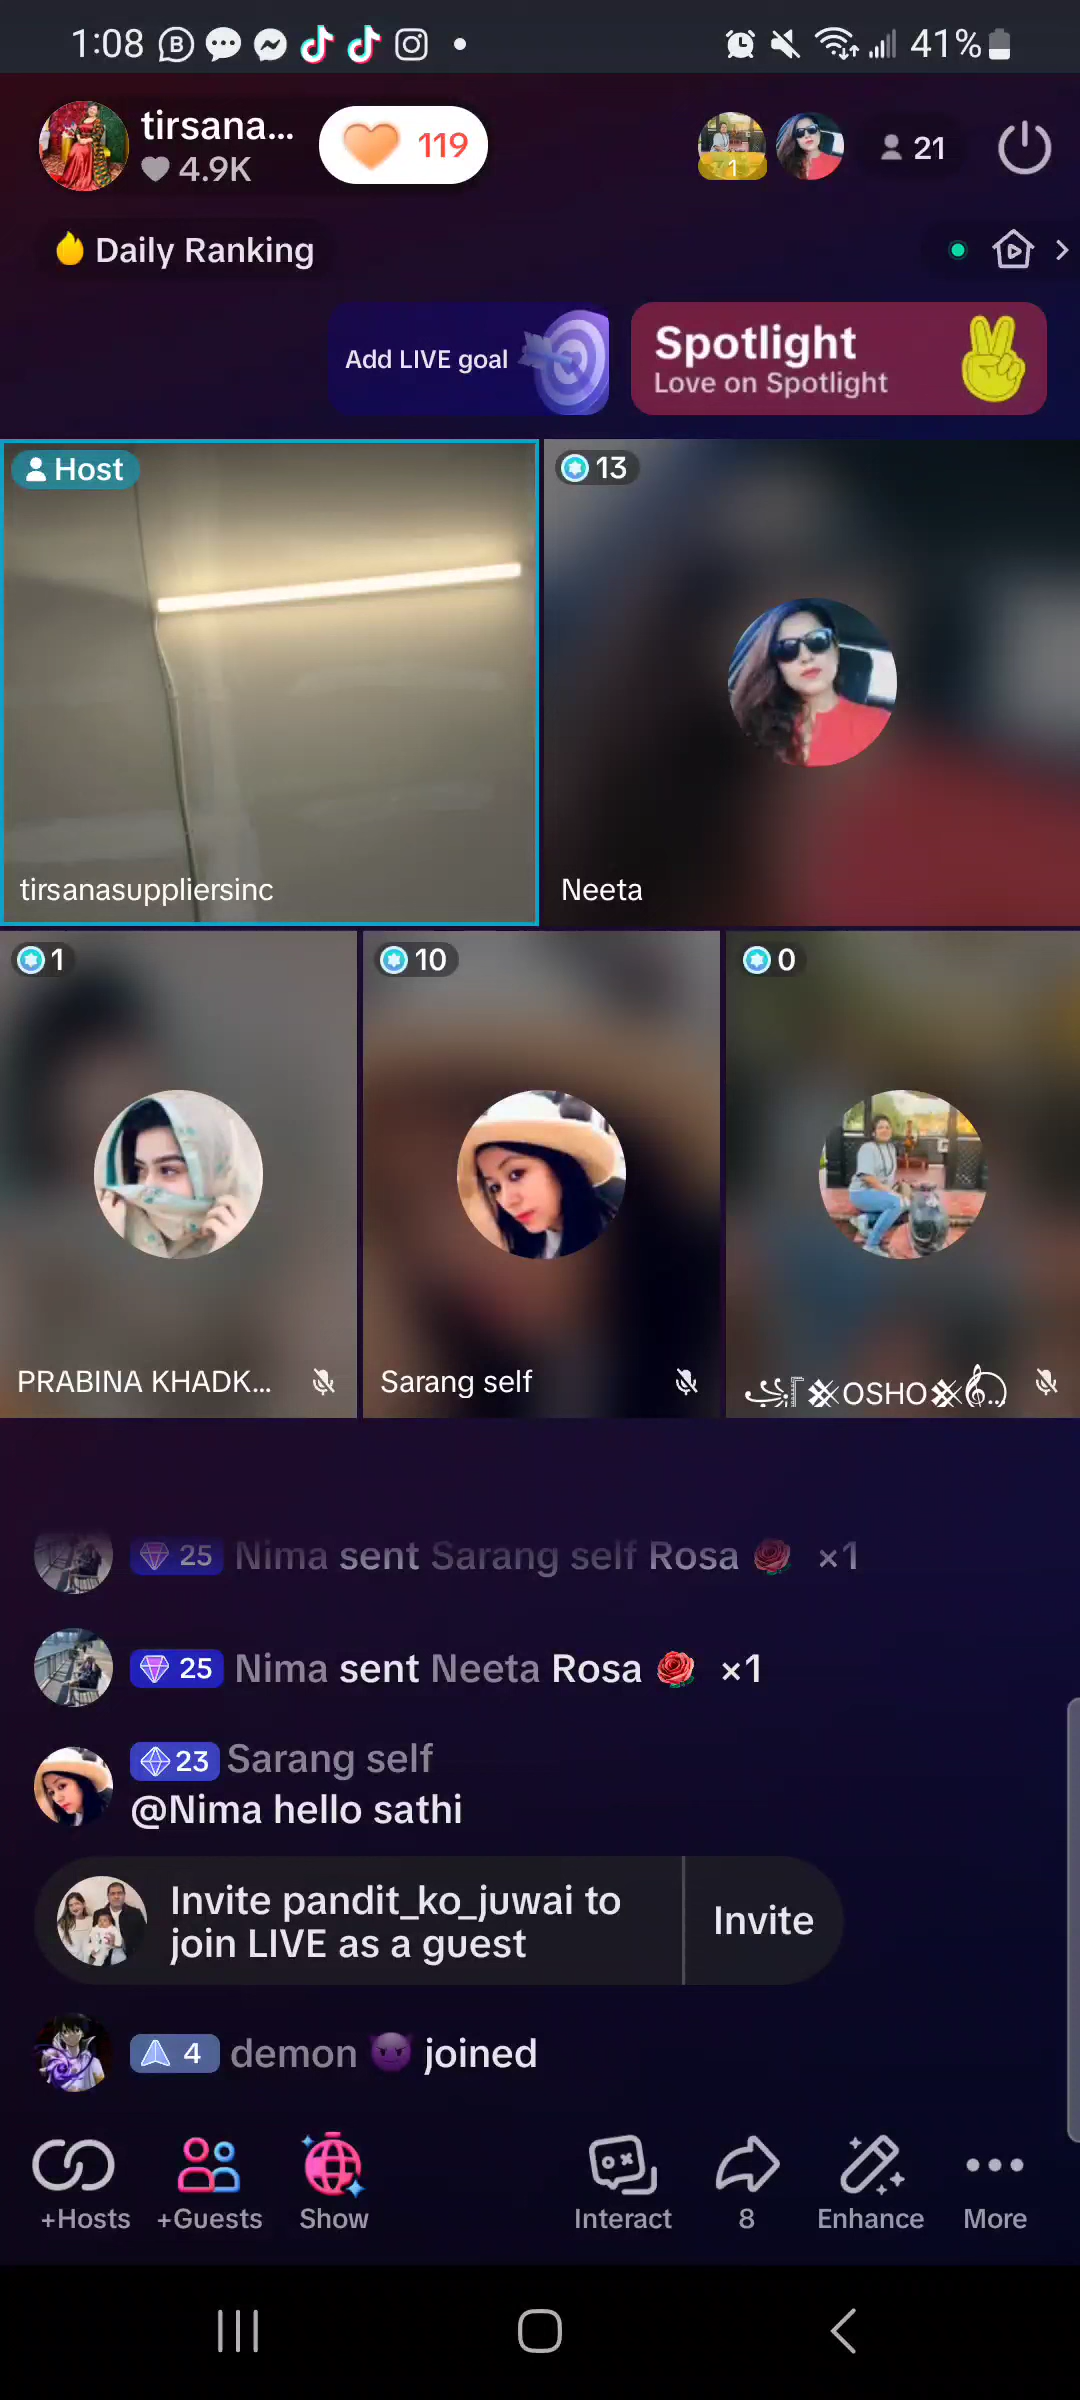 1:08
41%
tirsana...
4.9K
119
1
21
Daily Ranking
Add LIVE goal
Spotlight
Love on Spotlight
Host
13
tirsanasuppliersinc
Neeta
1
10
0
PRABINA KHADK...
Sarang self
OSHO
25 Nima sent Sarang self Rosa 🌹 ×1
25 Nima sent Neeta Rosa 🌹 ×1
23 Sarang self
@Nima hello sathi
Invite pandit_ko_juwai to
join LIVE as a guest
Invite
4 demon 😈 joined
+Hosts
+Guests
Show
Interact
8
Enhance
More